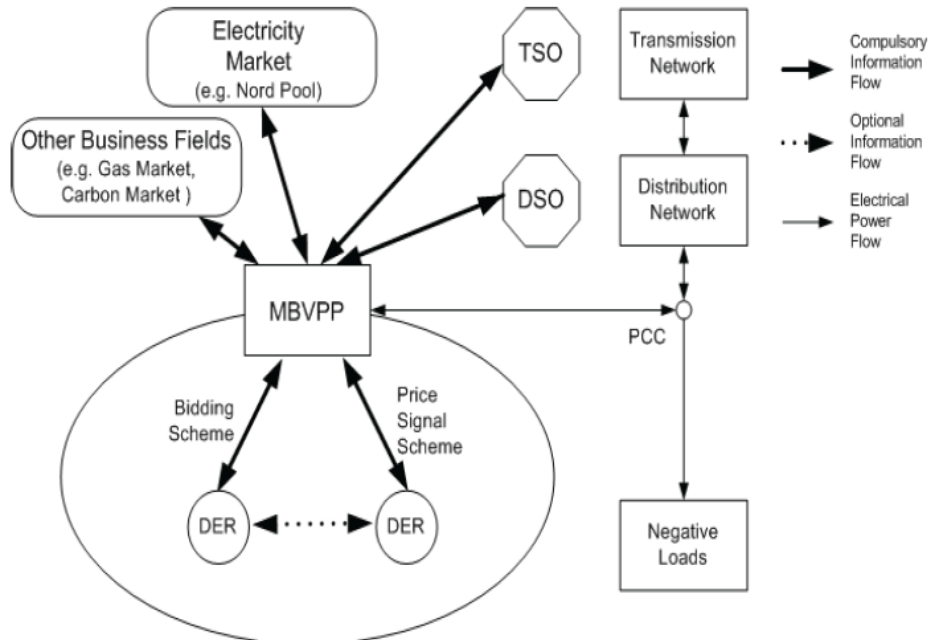 Electricity
Market
(e.g. Nord Pool)
TSO
Transmission
Network
Compulsory
Information
Flow
Other Business Fields
(e.g. Gas Market,
Carbon Market )
Optional
Information
Flow
DSO
Distribution
Network
Electrical
Power
Flow
MBVPP
PCC
Bidding
Scheme
Price
Signal
Scheme
DER
DER
Negative
Loads